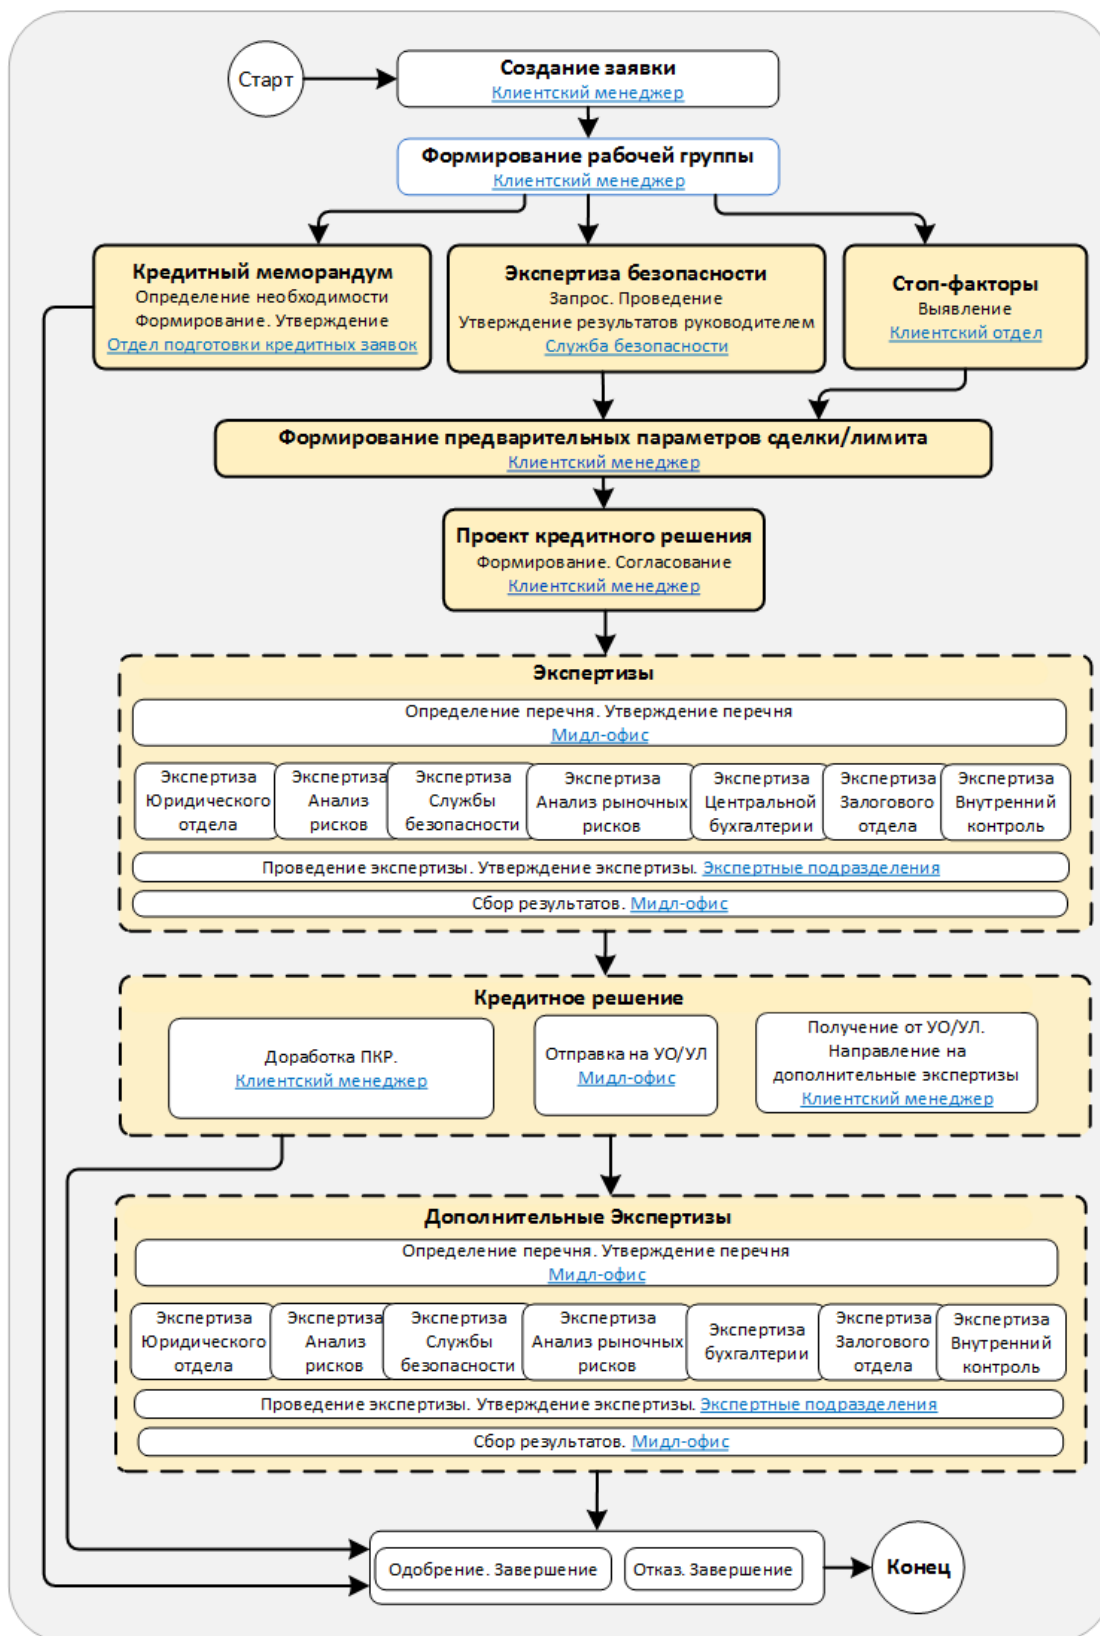 Старт
Создание заявки
Клиентский менеджер
Формирование рабочей группы
Клиентский менеджер
Кредитный меморандум
Определение необходимости
Формирование. Утверждение
Отдел подготовки кредитных заявок
Экспертиза безопасности
Запрос. Проведение
Утверждение результатов руководителем
Служба безопасности
Стоп-факторы
Выявление
Клиентский отдел
Формирование предварительных параметров сделки/лимита
Клиентский менеджер
Проект кредитного решения
Формирование. Согласование
Клиентский менеджер
Экспертизы
Определение перечня. Утверждение перечня
Мидл-офис
Экспертиза
Юридического
отдела
Экспертиза
Анализ
рисков
Экспертиза
Службы
безопасности
Экспертиза
Анализ рыночных
рисков
Экспертиза
Центральной
бухгалтерии
Экспертиза
Залогового
отдела
Экспертиза
Внутренний
контроль
Проведение экспертизы. Утверждение экспертизы. Экспертные подразделения
Сбор результатов. Мидл-офис
Кредитное решение
Доработка ПКР.
Клиентский менеджер
Отправка на УО/УЛ
Мидл-офис
Получение от УО/УЛ.
Направление на
дополнительные экспертизы
Клиентский менеджер
Дополнительные Экспертизы
Определение перечня. Утверждение перечня
Мидл-офис
Экспертиза
Юридического
отдела
Экспертиза
Анализ
рисков
Экспертиза
Службы
безопасности
Экспертиза
Анализ рыночных
рисков
Экспертиза
бухгалтерии
Экспертиза
Залогового
отдела
Экспертиза
Внутренний
контроль
Проведение экспертизы. Утверждение экспертизы. Экспертные подразделения
Сбор результатов. Мидл-офис
Одобрение. Завершение
Отказ. Завершение
Конец